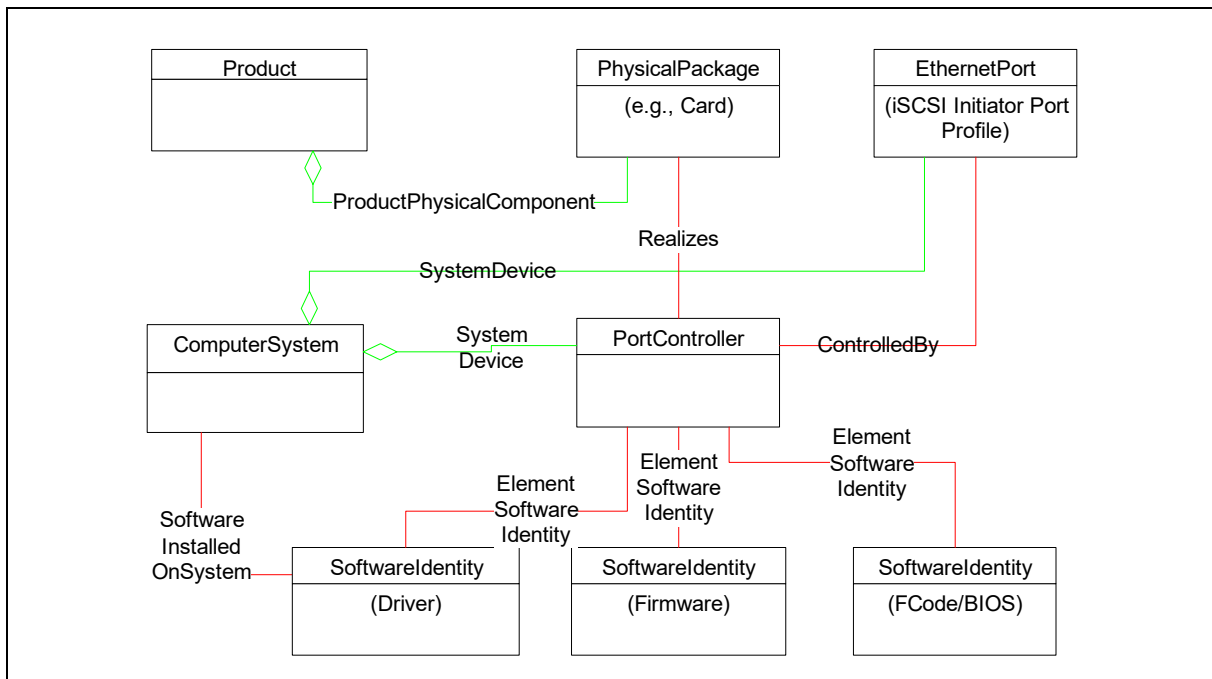 Product
PhysicalPackage
(e.g., Card)
EthernetPort
(iSCSI Initiator Port
Profile)
ProductPhysicalComponent
Realizes
SystemDevice
ComputerSystem
System
Device
PortController
ControlledBy
Element
Software
Identity
Element
Software
Identity
Element
Software
Identity
Software
Installed
OnSystem
SoftwareIdentity
(Driver)
SoftwareIdentity
(Firmware)
SoftwareIdentity
(FCode/BIOS)